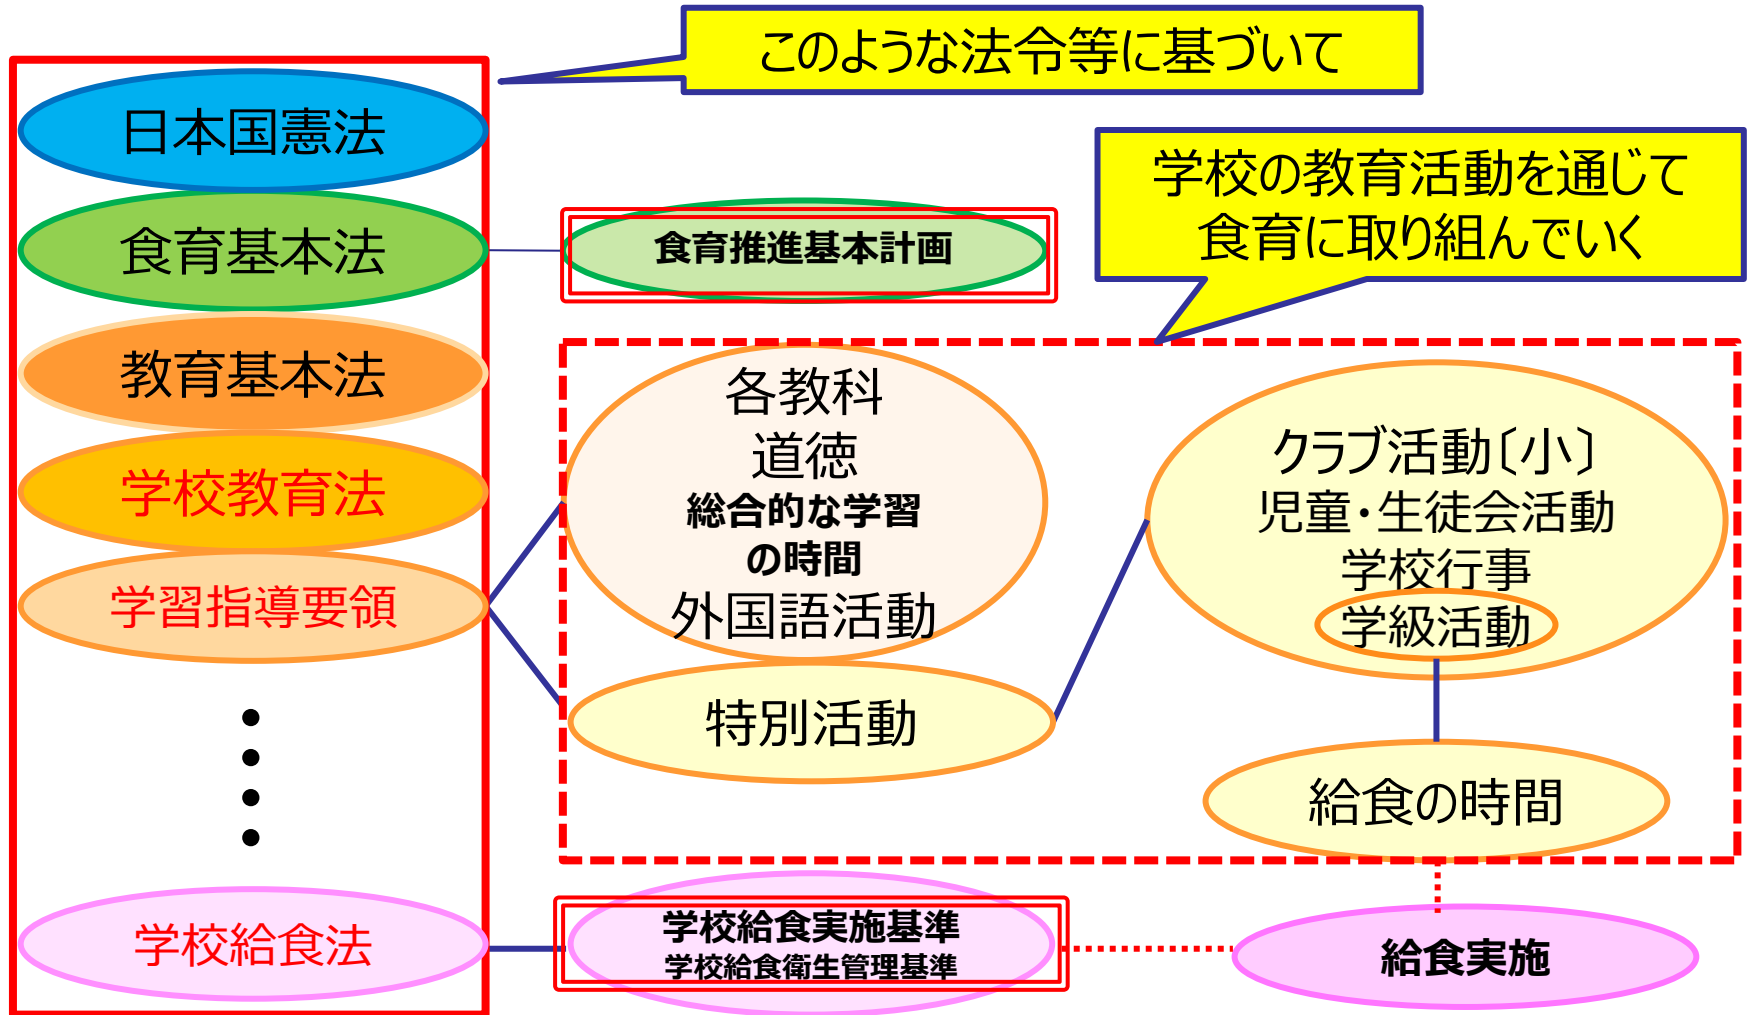 このような法令等に基づいて
日本国憲法
食育基本法
教育基本法
学校教育法
学習指導要領
学校給食法
食育推進基本計画
学校の教育活動を通じて
食育に取り組んでいく
各教科
道徳
総合的な学習
の時間
外国語活動
特別活動
クラブ活動〔小〕
児童・生徒会活動
学校行事
学級活動
給食の時間
学校給食実施基準
学校給食衛生管理基準
給食実施